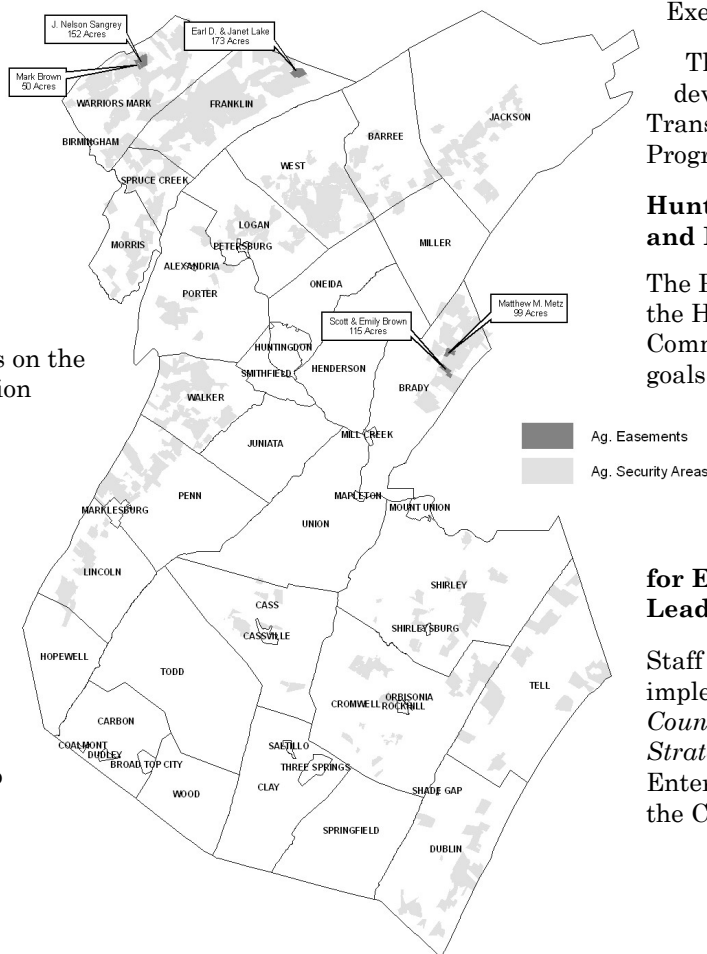 J. Nelson Sangrey
152 Acres
Earl D. & Janet Lake
173 Acres
Mark Brown
50 Acres
WARRIORS MARK
FRANKLIN
JACKSON
BARREE
BIRMINGHAM
WEST
SPRUCE CREEK
LOGAN
MORRIS
PETERSBURG
MILLER
ALEXANDRIA
PORTER
ONEIDA
Matthew M. Metz
99 Acres
Scott & Emily Brown
115 Acres
HUNTINGDON
SMITHFIELD
HENDERSON
BRADY
WALKER
JUNIATA
MILL CREEK
PENN
MAPLETON
MARKLESBURG
MOUNT UNION
UNION
LINCOLN
SHIRLEY
CASS
CASSVILLE
SHIRLEYSBURG
HOPEWELL
TODD
TELL
ORBISONIA
CROMWELL
ROCKHILL
CARBON
COALMONT
DUDLEY
SALTILLO
BROAD TOP CITY
THREE SPRINGS
WOOD
CLAY
SHADE GAP
SPRINGFIELD
DUBLIN
Ag. Easements
Ag. Security Areas
s on the
ion
o
Exe
Th
dev
Trans
Progr
Hunt
and I
The H
the H
Comm
goals
for E
Lead
Staff
imple
Coun
Strat
Enter
the C